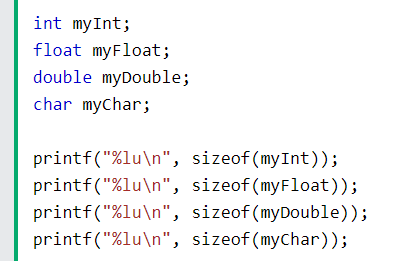 int myInt;
float myFloat;
double myDouble;
char myChar;

printf("%lu\n", sizeof(myInt));
printf("%lu\n", sizeof(myFloat));
printf("%lu\n", sizeof(myDouble));
printf("%lu\n", sizeof(myChar));